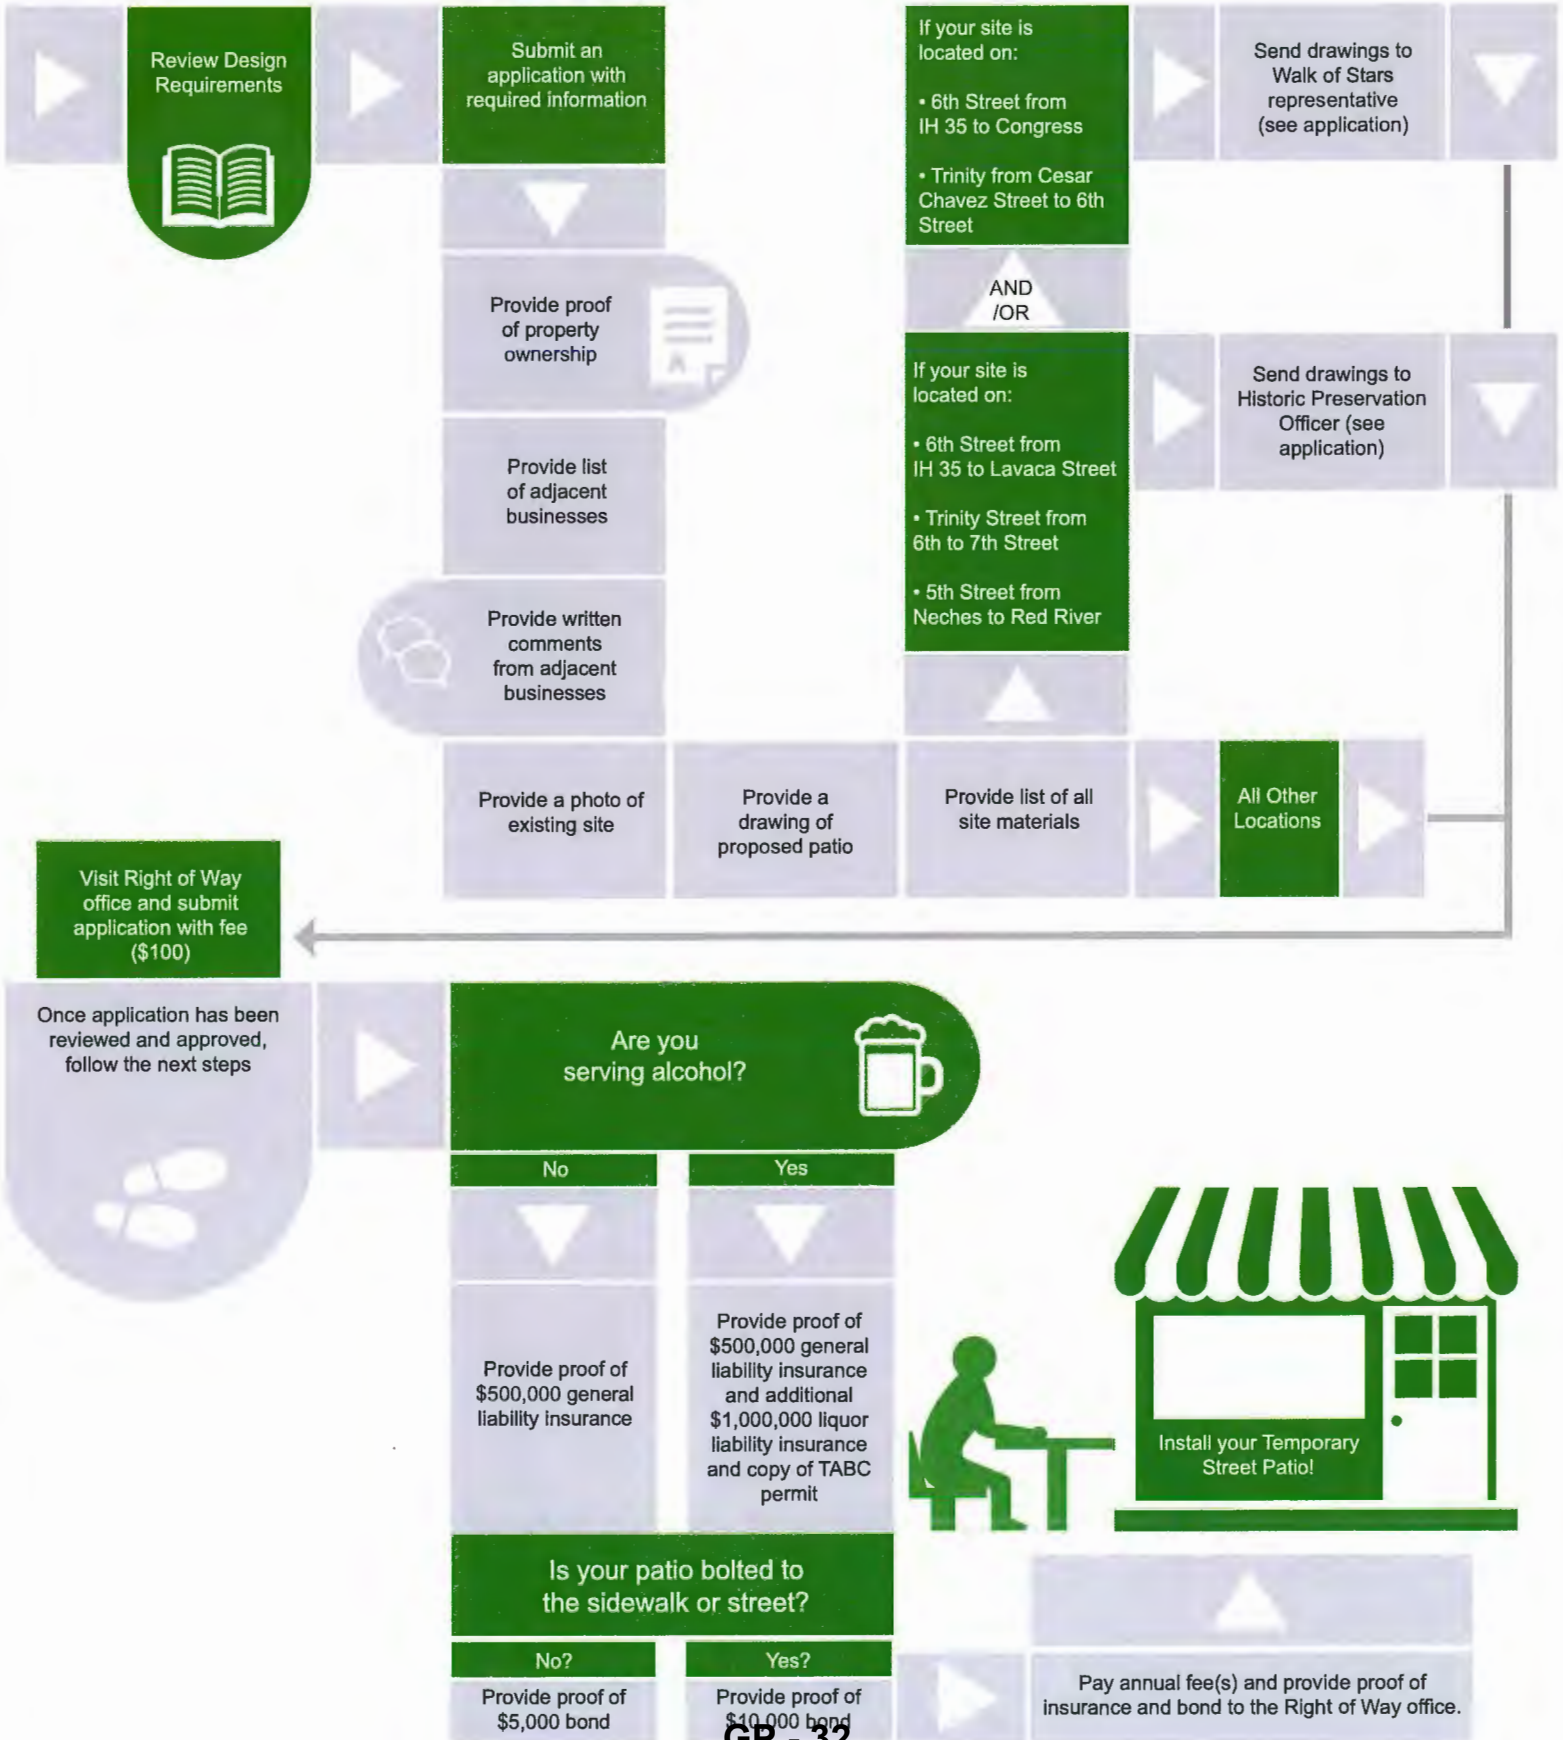 Review Design
Requirements
Submit an
application with
required information
Provide proof
of property
ownership
A
Provide list
of adjacent
businesses
Provide written
comments
from adjacent
businesses
Provide a photo of
existing site
Provide a
drawing of
proposed patio
Provide list of all
site materials
If your site is
located on:
• 6th Street from
IH 35 to Lavaca Street
• Trinity Street from
6th to 7th Street
• 5th Street from
Neches to Red River
Send drawings to
Historic Preservation
Officer (see
application)
AND
/OR
If your site is
located on:
• 6th Street from
IH 35 to Congress
• Trinity from Cesar
Chavez Street to 6th
Street
Send drawings to
Walk of Stars
representative
(see application)
All Other
Locations
Visit Right of Way
office and submit
application with fee
($100)
Once application has been
reviewed and approved,
follow the next steps
Are you
serving alcohol?
No
Provide proof of
$500,000 general
liability insurance
Yes
Provide proof of
$500,000 general
liability insurance
and additional
$1,000,000 liquor
liability insurance
and copy of TABC
permit
Is your patio bolted to
the sidewalk or street?
No?
Provide proof of
$5,000 bond
Yes?
Provide proof of
$10,000 bond
Pay annual fee(s) and provide proof of
insurance and bond to the Right of Way office.
Install your Temporary
Street Patio!
GP - 32